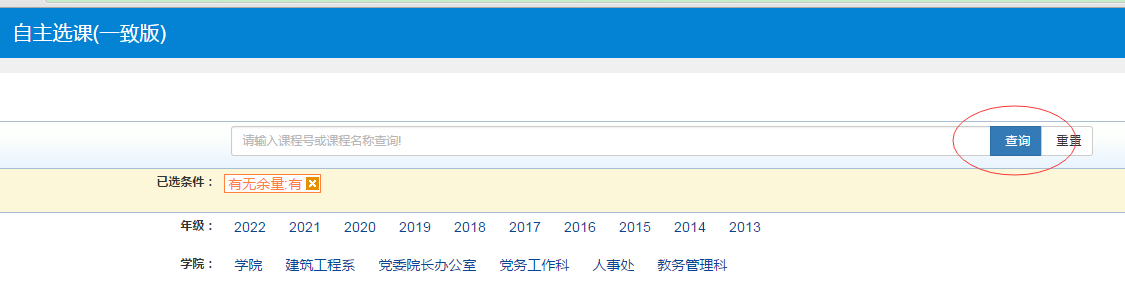 自主选课(一致版)
请输入课程号或课程名称查询! 查询 重置
已选条件： 有无余量:有
年级： 2022 2021 2020 2019 2018 2017 2016 2015 2014 2013
学院： 学院 建筑工程系 党委院长办公室 党务工作科 人事处 教务管理科